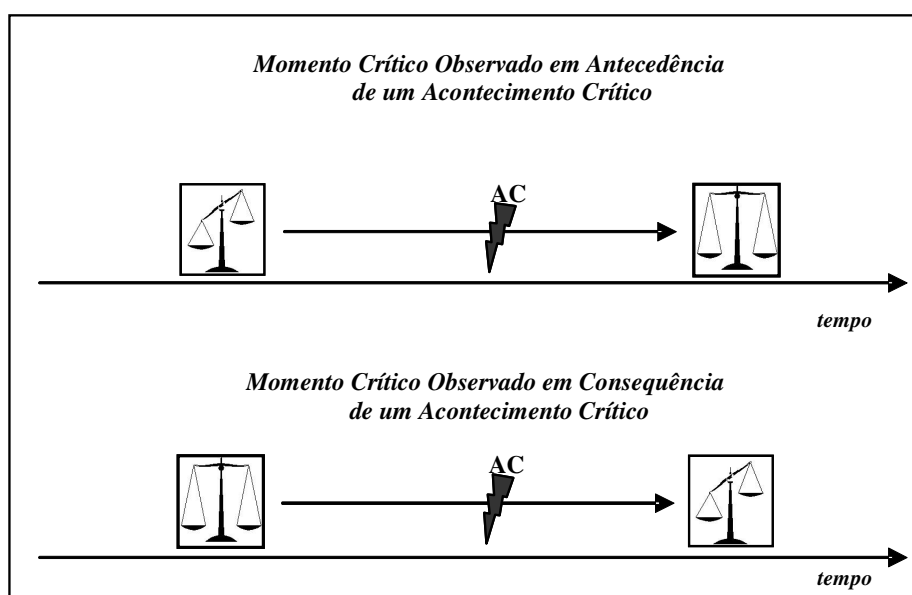 Momento Crítico Observado em Antecedência
de um Acontecimento Crítico
AC
tempo
Momento Crítico Observado em Consequência
de um Acontecimento Crítico
AC
tempo